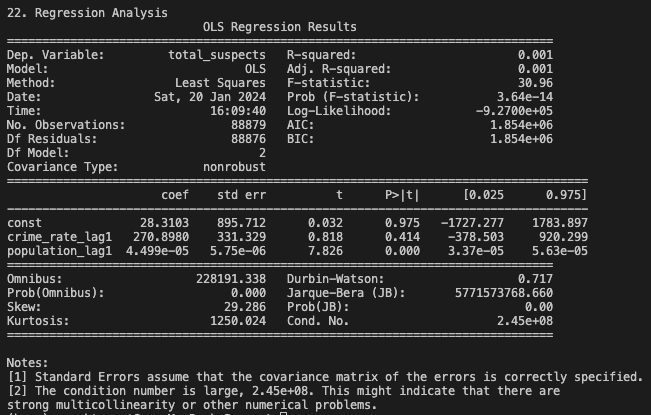 22. Regression Analysis
OLS Regression Results
==============================================================================
Dep. Variable: total_suspects R-squared: 0.001
Model: OLS Adj. R-squared: 0.001
Method: Least Squares F-statistic: 30.96
Date: Sat, 20 Jan 2024 Prob (F-statistic): 3.64e-14
Time: 16:09:40 Log-Likelihood: -9.2700e+05
No. Observations: 88879 AIC: 1.854e+06
Df Residuals: 88876 BIC: 1.854e+06
Df Model: 2
Covariance Type: nonrobust
===================================================================================
coef std err t P>|t| [0.025 0.975]
-----------------------------------------------------------------------------------
const 28.3103 895.712 0.032 0.975 -1727.277 1783.897
crime_rate_lag1 270.8980 331.329 0.818 0.414 -378.503 920.299
population_lag1 4.499e-05 5.75e-06 7.826 0.000 3.37e-05 5.63e-05
==============================================================================
Omnibus: 228191.338 Durbin-Watson: 0.717
Prob(Omnibus): 0.000 Jarque-Bera (JB): 5771573768.660
Skew: 29.286 Prob(JB): 0.00
Kurtosis: 1250.024 Cond. No. 2.45e+08
==============================================================================
Notes:
[1] Standard Errors assume that the covariance matrix of the errors is correctly specified.
[2] The condition number is large, 2.45e+08. This might indicate that there are
strong multicollinearity or other numerical problems.